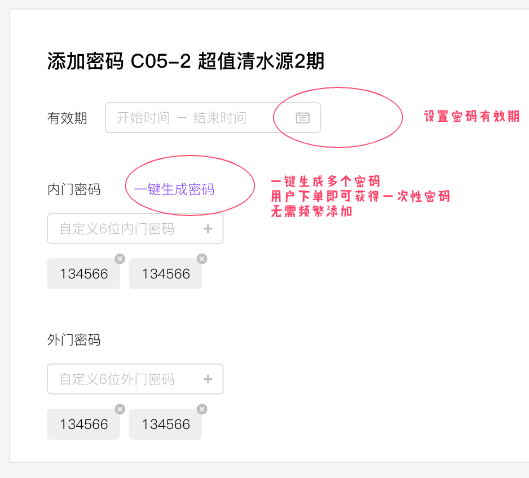 添加密码 C05-2 超值清水源2期
有效期 开始时间 – 结束时间 设置密码有效期
内门密码 一键生成密码
一键生成多个密码
用户下单即可获得一次性密码
无需频繁添加
自定义6位内门密码 +
134566 134566
外门密码
自定义6位外门密码 +
134566 134566